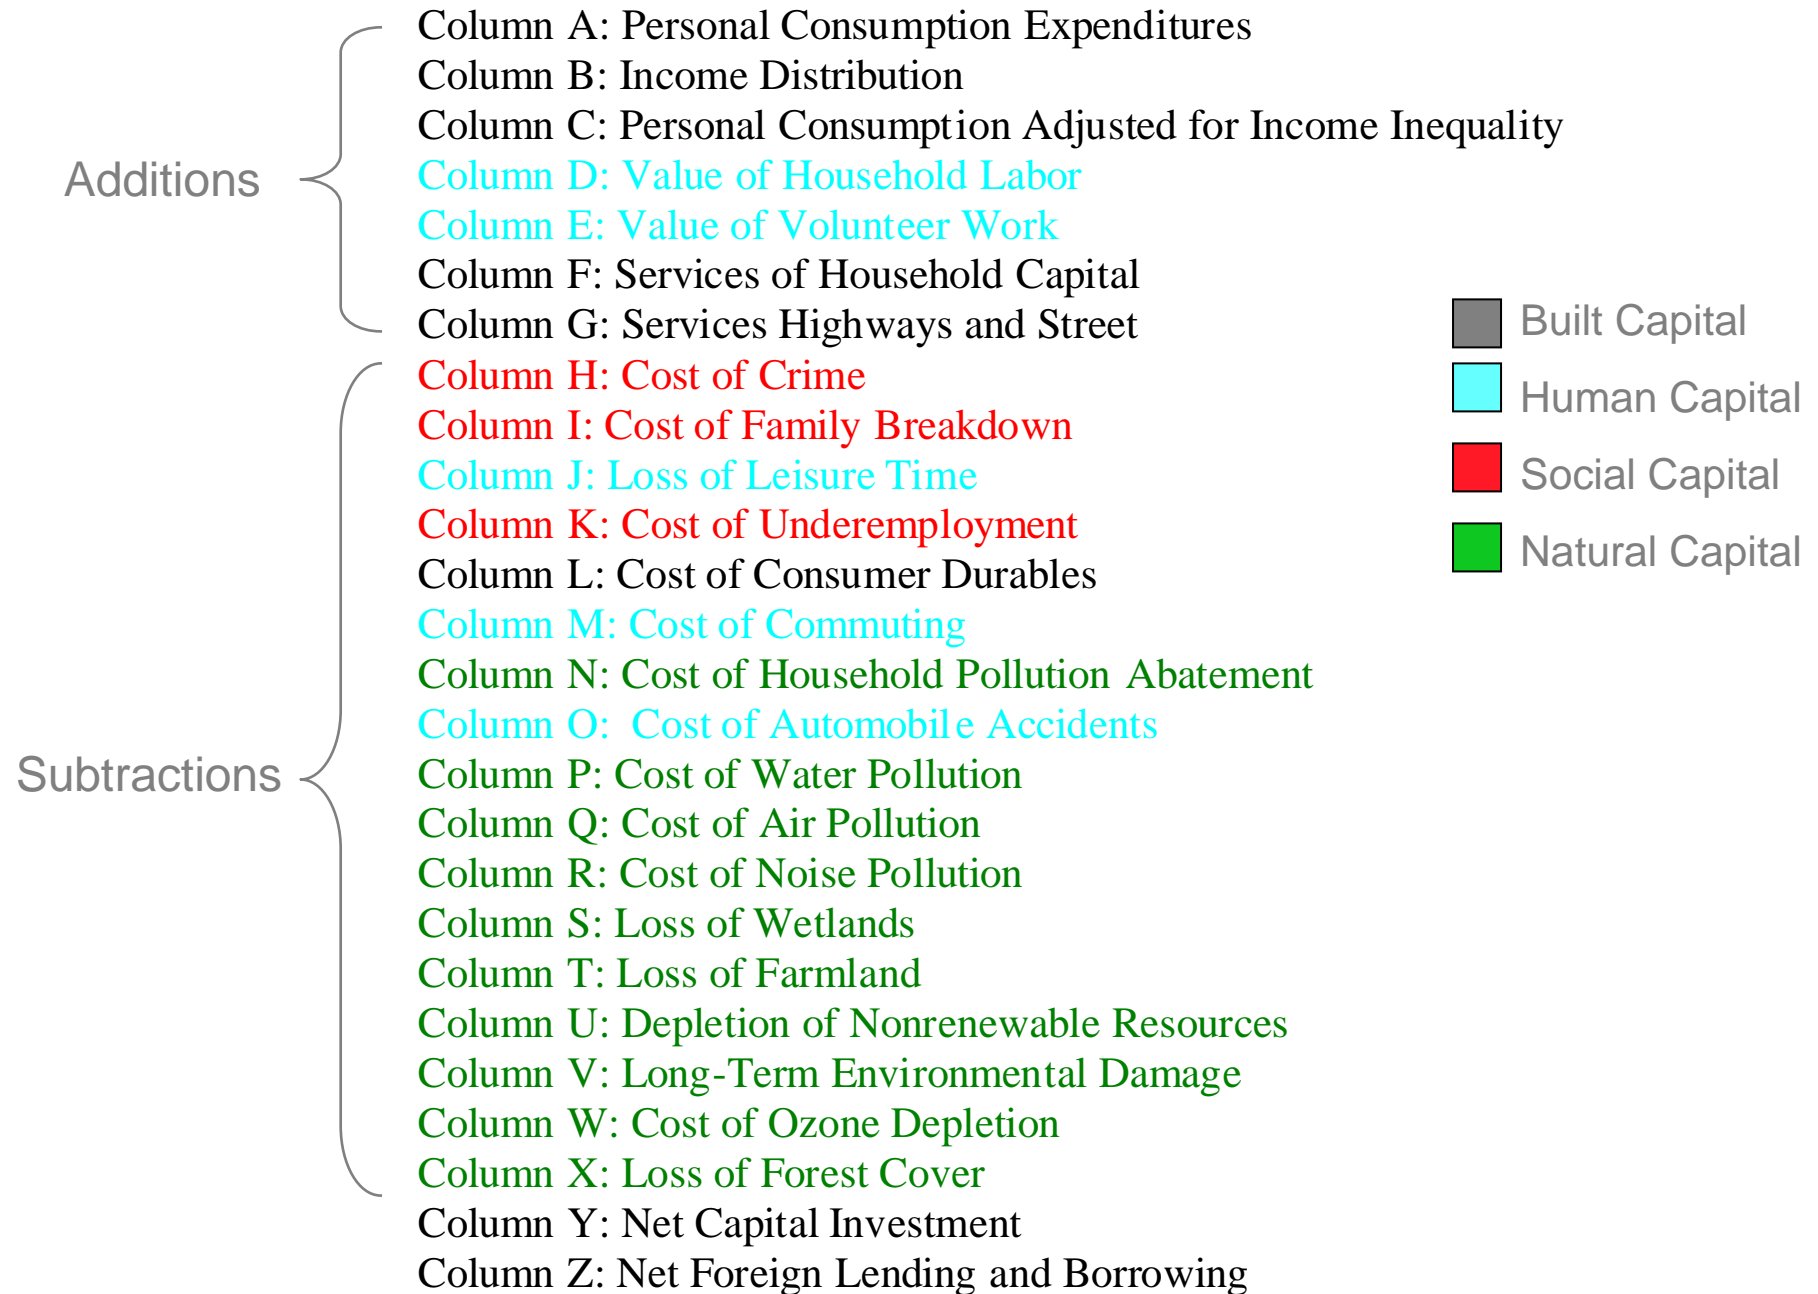 Column A: Personal Consumption Expenditures
Column B: Income Distribution
Column C: Personal Consumption Adjusted for Income Inequality
Additions
Column D: Value of Household Labor
Column E: Value of Volunteer Work
Column F: Services of Household Capital
Column G: Services Highways and Street
Column H: Cost of Crime
Column I: Cost of Family Breakdown
Column J: Loss of Leisure Time
Column K: Cost of Underemployment
Column L: Cost of Consumer Durables
Column M: Cost of Commuting
Column N: Cost of Household Pollution Abatement
Column O: Cost of Automobile Accidents
Subtractions
Column P: Cost of Water Pollution
Column Q: Cost of Air Pollution
Column R: Cost of Noise Pollution
Column S: Loss of Wetlands
Column T: Loss of Farmland
Column U: Depletion of Nonrenewable Resources
Column V: Long-Term Environmental Damage
Column W: Cost of Ozone Depletion
Column X: Loss of Forest Cover
Column Y: Net Capital Investment
Column Z: Net Foreign Lending and Borrowing
Built Capital
Human Capital
Social Capital
Natural Capital